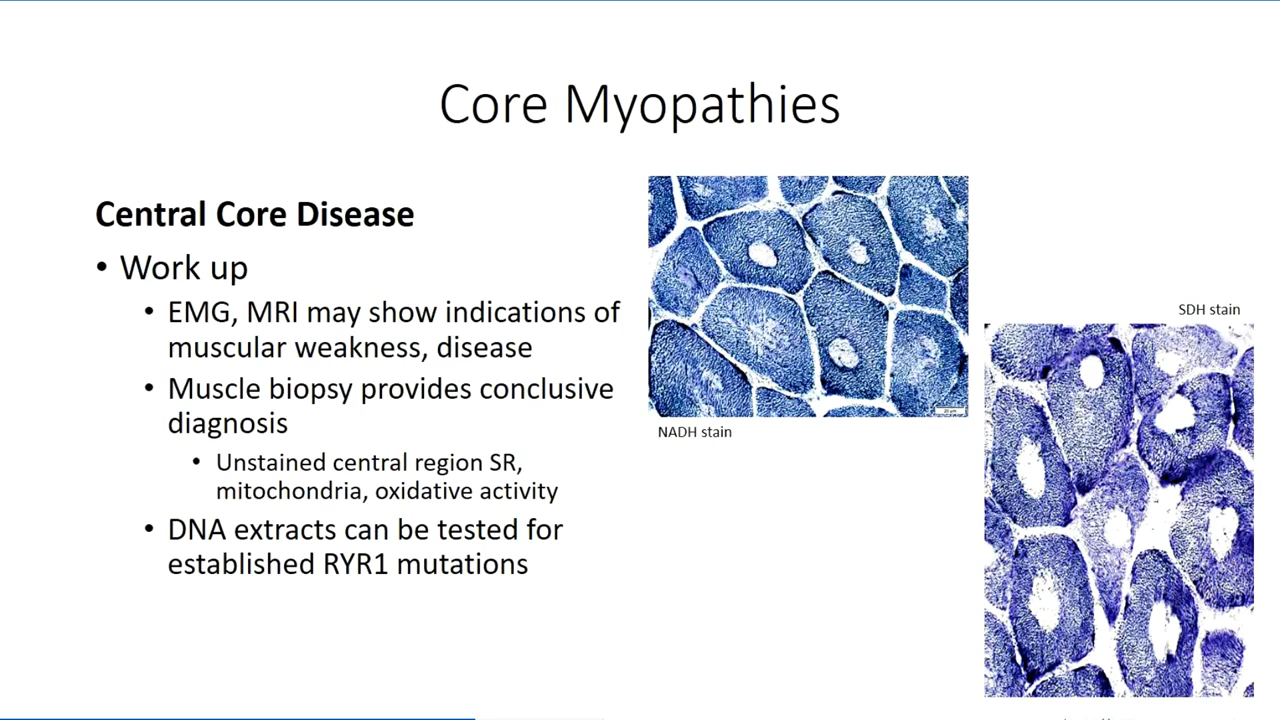 Core Myopathies
Central Core Disease
• Work up
• EMG, MRI may show indications of
muscular weakness, disease
• Muscle biopsy provides conclusive
diagnosis
• Unstained central region SR,
mitochondria, oxidative activity
• DNA extracts can be tested for
established RYR1 mutations
NADH stain
SDH stain